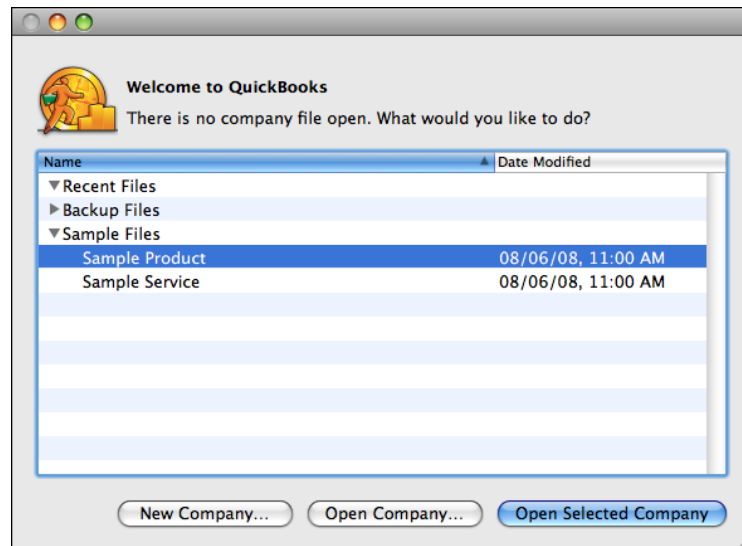 Welcome to QuickBooks
There is no company file open. What would you like to do?
Name Date Modified
Recent Files
Backup Files
Sample Files
Sample Product 08/06/08, 11:00 AM
Sample Service 08/06/08, 11:00 AM
New Company... Open Company... Open Selected Company